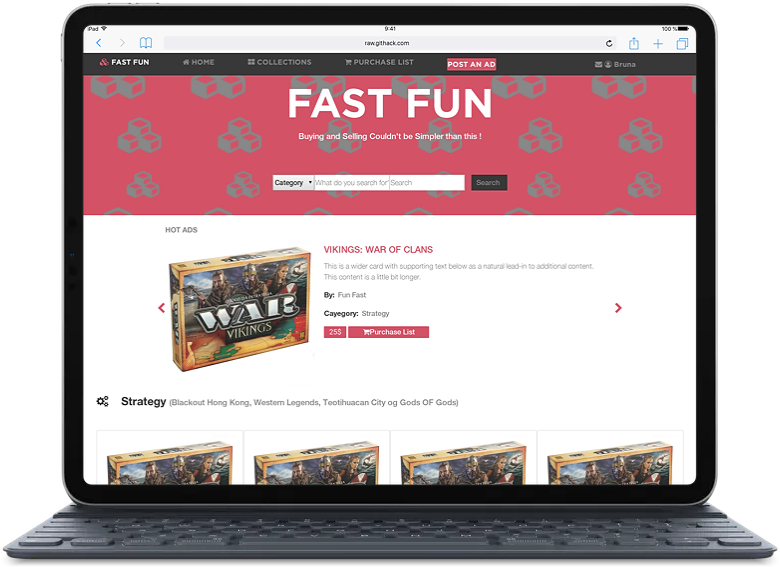 iPad 9:41 100 %
raw.githack.com
FAST FUN HOME COLLECTIONS PURCHASE LIST POST AN AD Bruna
FAST FUN
Buying and Selling Couldn't be Simpler than this !
Category What do you search for? Search Search
HOT ADS
VIKINGS: WAR OF CLANS
This is a wider card with supporting text below as a natural lead-in to additional content.
This content is a little bit longer.
By: Fun Fast
Cayegory: Strategy
25$ Purchase List
WAR
VIKINGS
Strategy (Blackout Hong Kong, Western Legends, Teotihuacan City og Gods OF Gods)